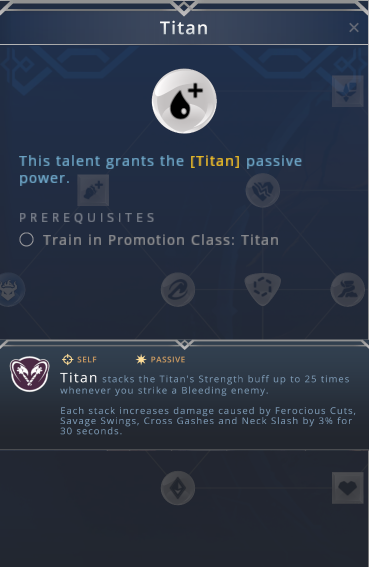 Titan
This talent grants the [Titan] passive
power.
PREREQUISITES
Train in Promotion Class: Titan
SELF PASSIVE
Titan stacks the Titan's Strength buff up to 25 times
whenever you strike a Bleeding enemy.
Each stack increases damage caused by Ferocious Cuts,
Savage Swings, Cross Gashes and Neck Slash by 3% for
30 seconds.